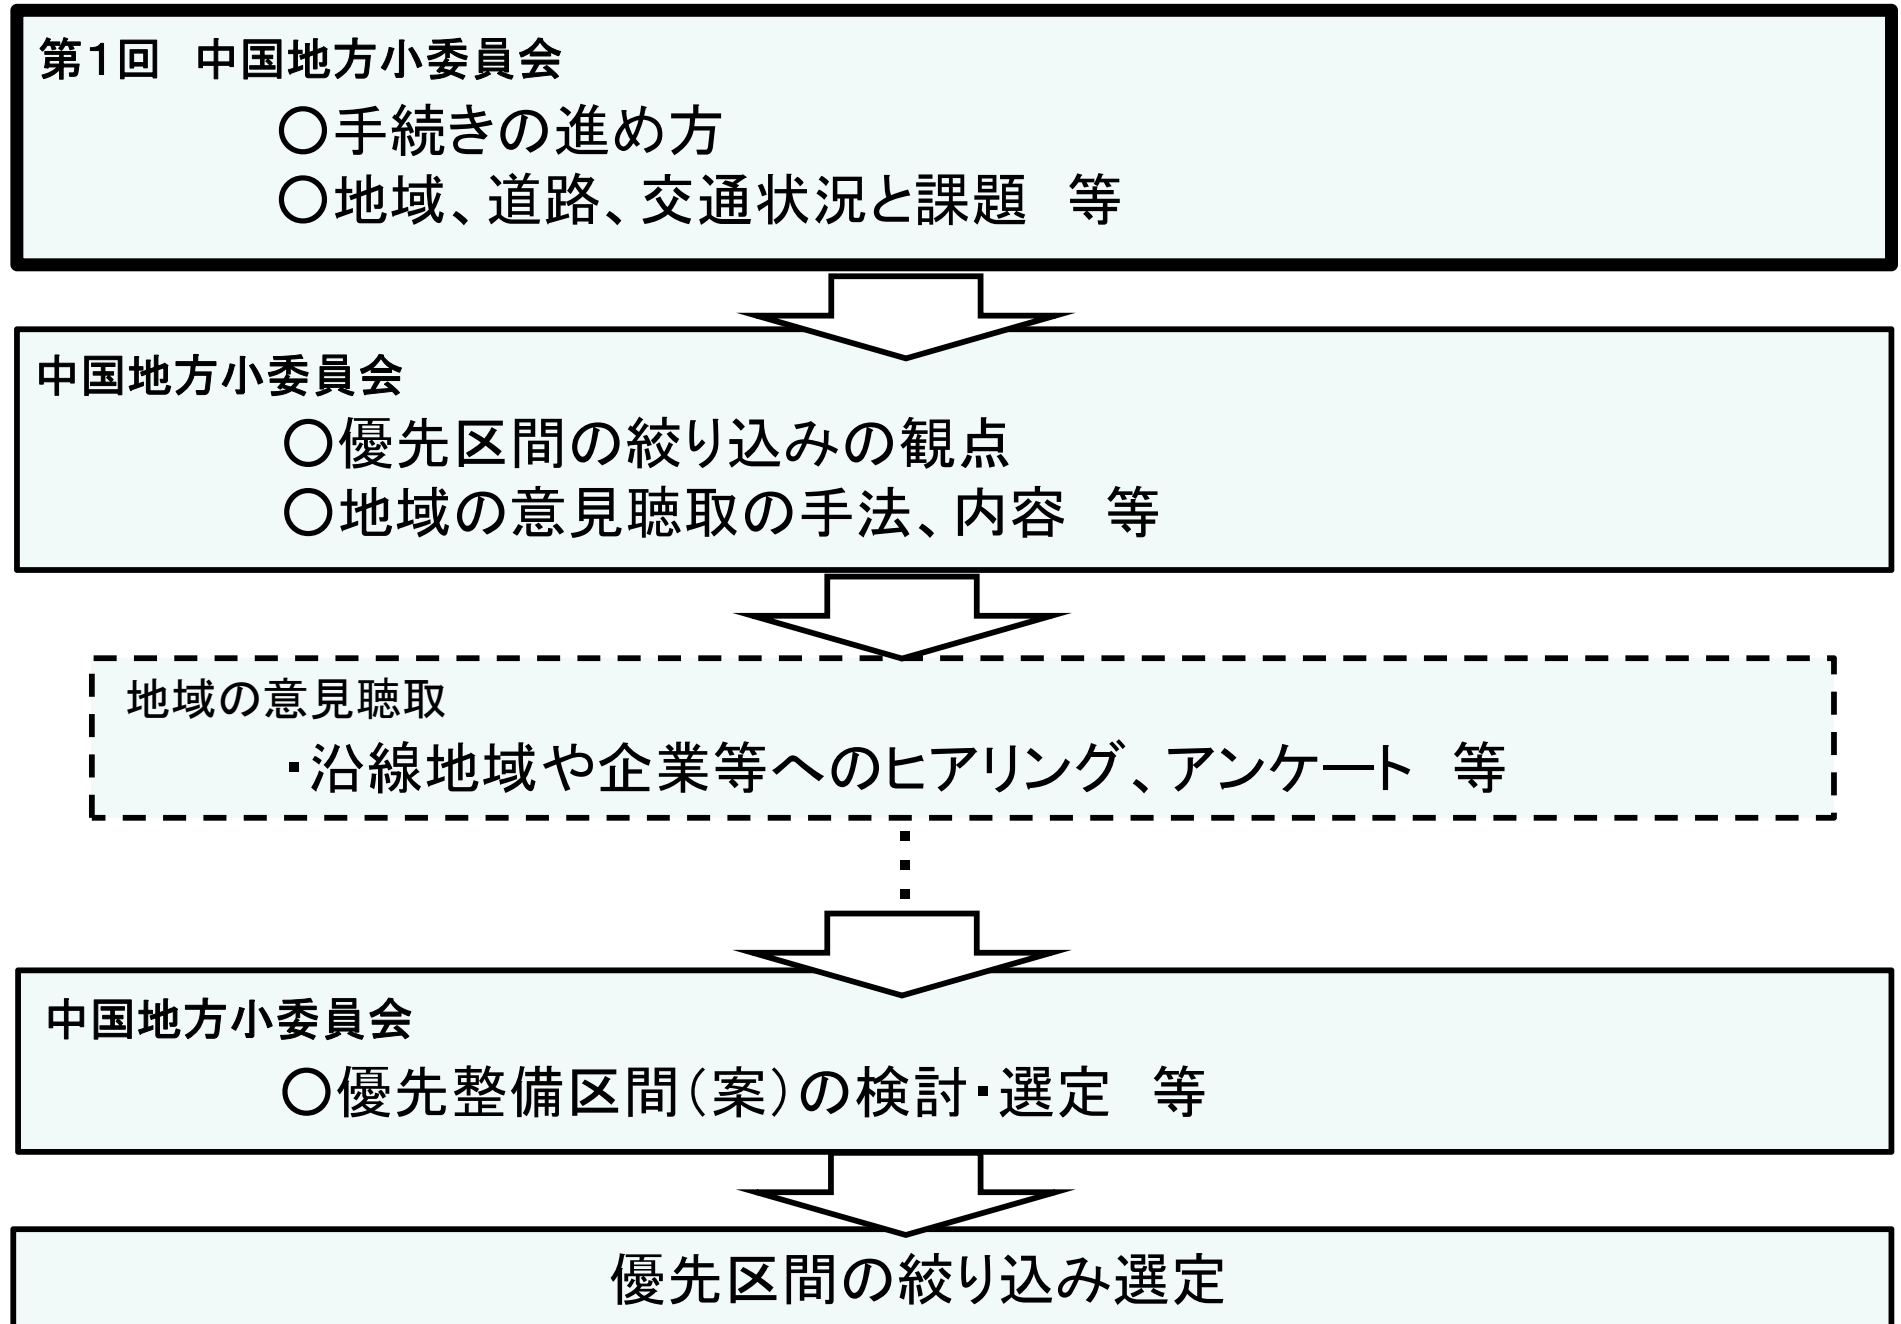 第1回　中国地方小委員会
○手続きの進め方
○地域、道路、交通状況と課題　等
中国地方小委員会
○優先区間の絞り込みの観点
○地域の意見聴取の手法、内容　等
地域の意見聴取
・沿線地域や企業等へのヒアリング、アンケート　等
中国地方小委員会
○優先整備区間（案）の検討・選定　等
優先区間の絞り込み選定